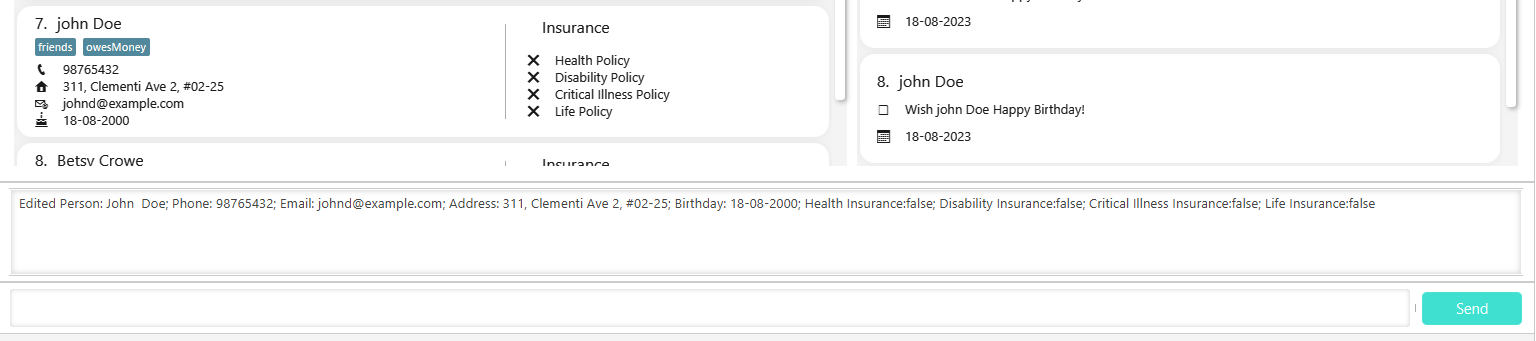 7. john Doe
friends owesMoney
98765432
311, Clementi Ave 2, #02-25
johnd@example.com
18-08-2000
Insurance
Health Policy
Disability Policy
Critical Illness Policy
Life Policy
8. Betsy Crowe
Insurance
18-08-2023
8. john Doe
Wish john Doe Happy Birthday!
18-08-2023
Edited Person: John  Doe; Phone: 98765432; Email: johnd@example.com; Address: 311, Clementi Ave 2, #02-25; Birthday: 18-08-2000; Health Insurance:false; Disability Insurance:false; Critical Illness Insurance:false; Life Insurance:false
Send